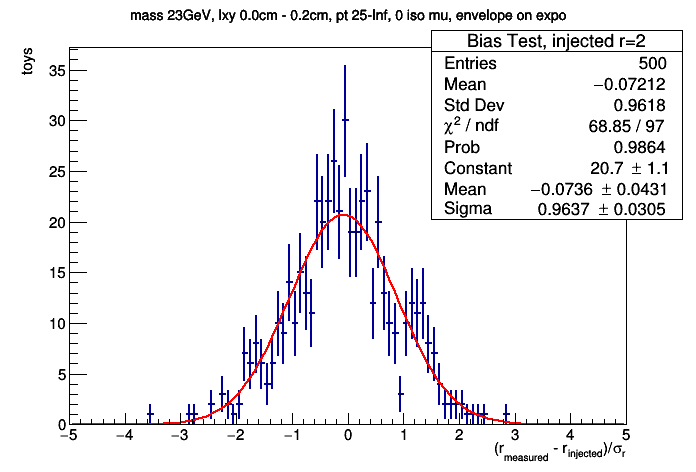 mass 23GeV, lxy 0.0cm - 0.2cm, pt 25-Inf, 0 iso mu, envelope on expo
Bias Test, injected r=2
Entries 500
Mean −0.07212
Std Dev 0.9618
χ² / ndf 68.85 / 97
Prob 0.9864
Constant 20.7 ± 1.1
Mean −0.0736 ± 0.0431
Sigma 0.9637 ± 0.0305
toys
35
30
25
20
15
10
5
0
−5 −4 −3 −2 −1 0 1 2 3 4 5
(r_measured - r_injected)/σ_r